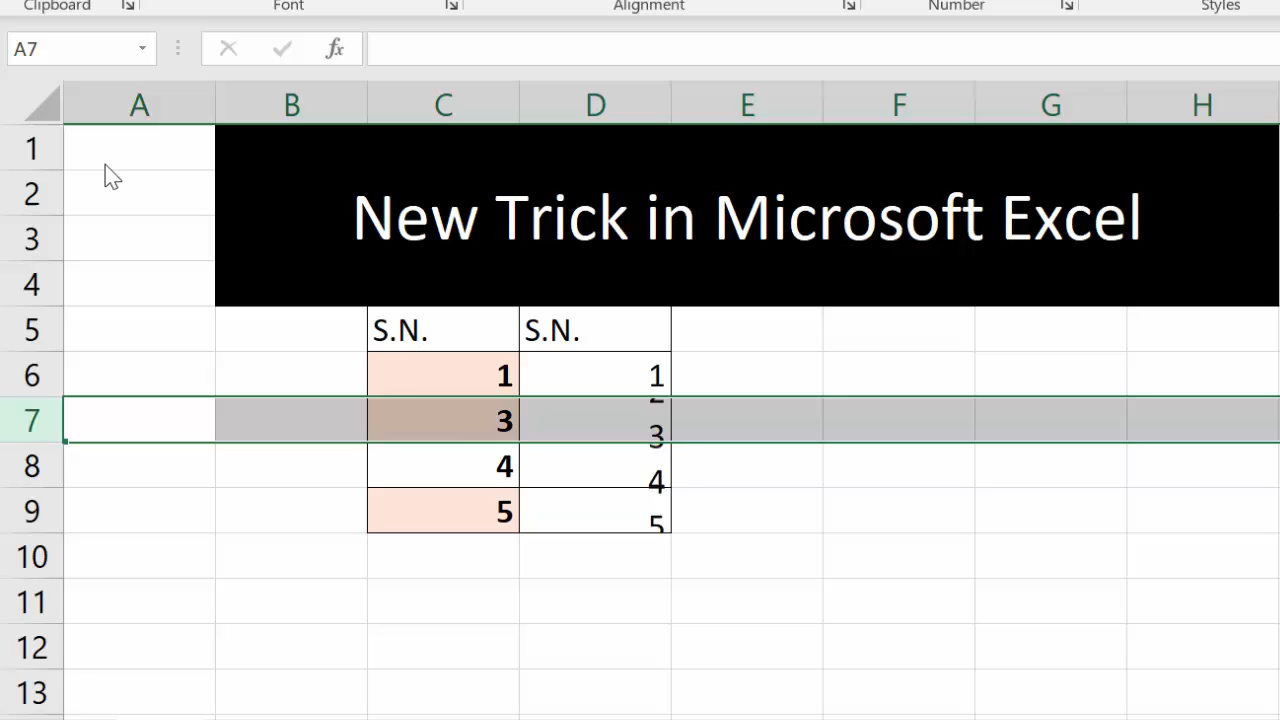 Clipboard Font Alignment Number Styles
A7 fx
A B C D E F G H
1
2
3
4
New Trick in Microsoft Excel
5 S.N. S.N.
6 1 1
7 3 3
8 4 4
9 5 5
10
11
12
13